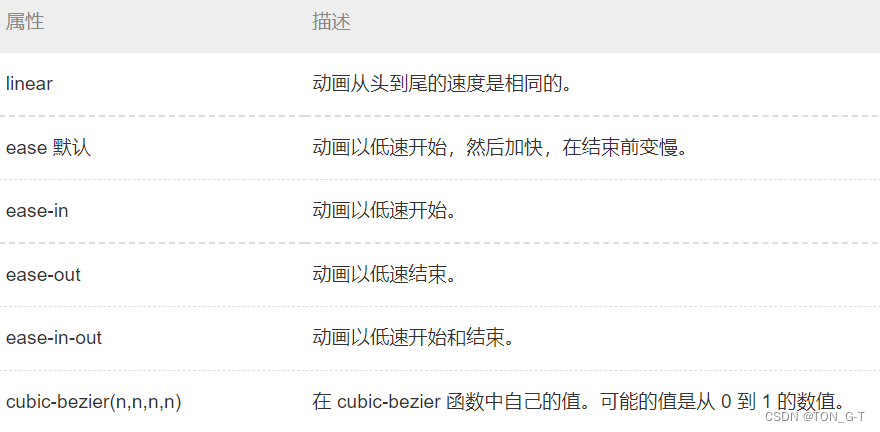 属性 描述
linear 动画从头到尾的速度是相同的。
ease 默认 动画以低速开始，然后加快，在结束前变慢。
ease-in 动画以低速开始。
ease-out 动画以低速结束。
ease-in-out 动画以低速开始和结束。
cubic-bezier(n,n,n,n) 在 cubic-bezier 函数中自己的值。可能的值是从 0 到 1 的数值。
CSDN @TON_G-T